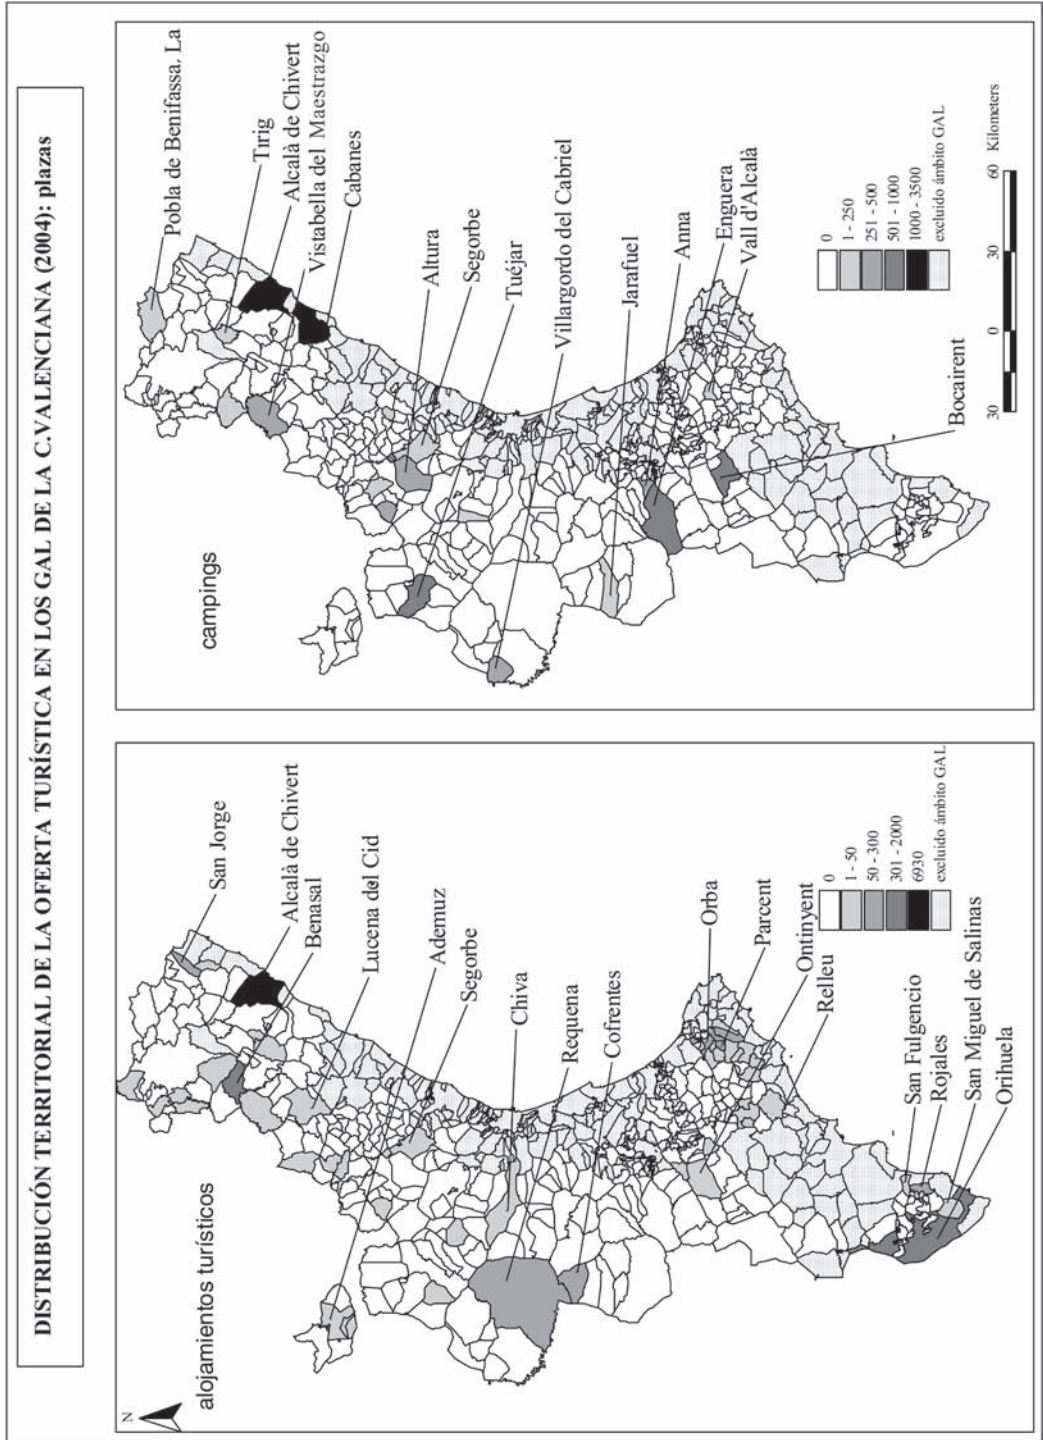 DISTRIBUCIÓN TERRITORIAL DE LA OFERTA TURÍSTICA EN LOS GAL DE LA C.VALENCIANA (2004): plazas
N
alojamientos turísticos
San Jorge
Alcalà de Chivert
Benasal
Lucena del Cid
Ademuz
Segorbe
Chiva
Requena
Cofrentes
Orba
Parcent
Ontinyent
Relleu
San Fulgencio
Rojales
San Miguel de Salinas
Orihuela
0
1 - 50
50 - 300
301 - 2000
6930
excluido ámbito GAL
campings
Pobla de Benifassa, La
Tirig
Alcalà de Chivert
Vistabella del Maestrazgo
Cabanes
Altura
Segorbe
Tuéjar
Villargordo del Cabriel
Jarafuel
Anna
Enguera
Vall d'Alcalà
Bocairent
0
1 - 250
251 - 500
501 - 1000
1000 - 3500
excluido ámbito GAL
30 0 30 60 Kilometers